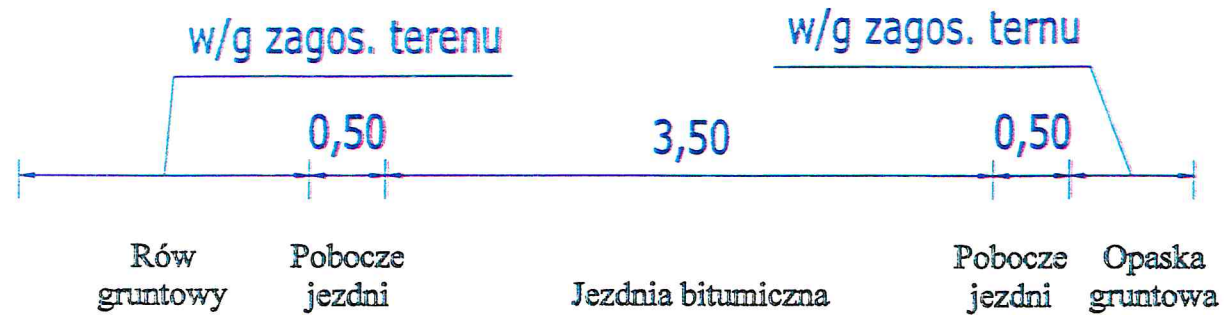 w/g zagos. terenu
w/g zagos. ternu
0,50
3,50
0,50
Rów
gruntowy
Pobocze
jezdni
Jezdnia bitumiczna
Pobocze
jezdni
Opaska
gruntowa